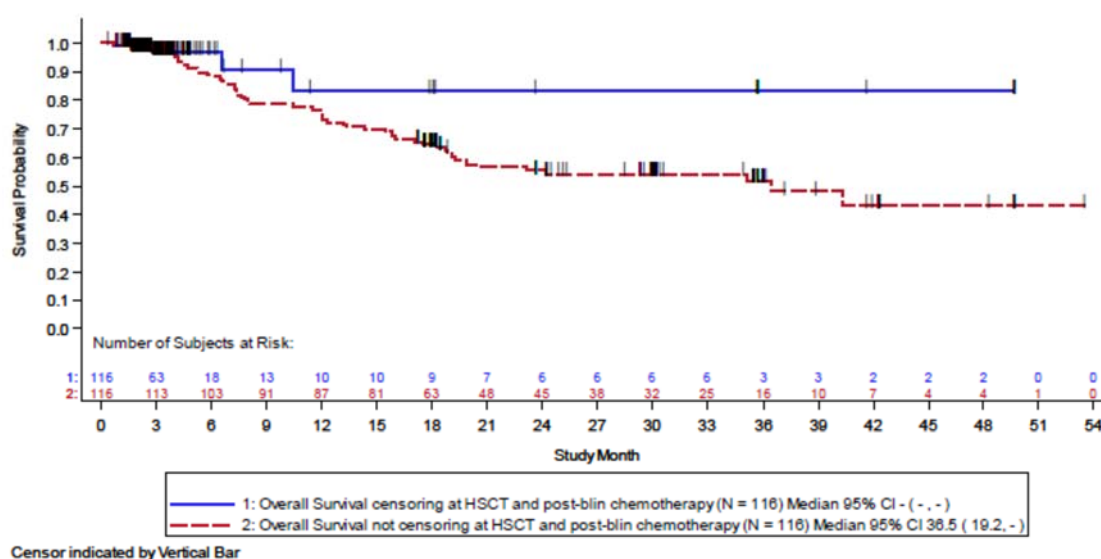 1.0
0.9
0.8
0.7
0.6
0.5
0.4
0.3
0.2
0.1
0.0
Survival Probability
Number of Subjects at Risk:
1: 116 63 18 13 10 10 9 7 6 6 6 6 3 3 2 2 2 0 0
2: 116 113 103 91 87 81 63 48 45 38 32 25 16 10 7 4 4 1 0
0 3 6 9 12 15 18 21 24 27 30 33 36 39 42 45 48 51 54
Study Month
1: Overall Survival censoring at HSCT and post-blin chemotherapy (N = 116) Median 95% CI - ( - , - )
2: Overall Survival not censoring at HSCT and post-blin chemotherapy (N = 116) Median 95% CI 36.5 ( 19.2, - )
Censor indicated by Vertical Bar